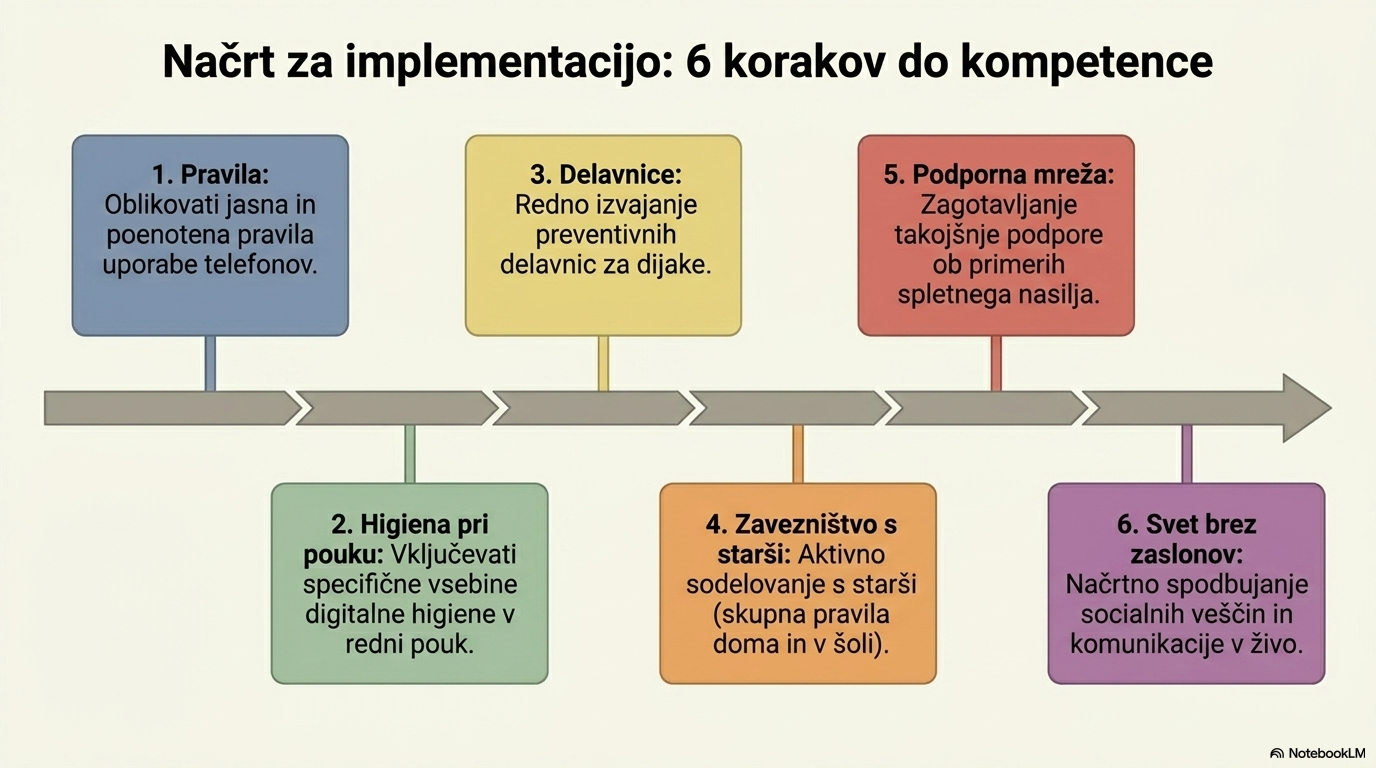 Načrt za implementacijo: 6 korakov do kompetence
1. Pravila:
Oblikovati jasna in
poenotena pravila
uporabe telefonov.
2. Higiena pri
pouku: Vključevati
specifične vsebine
digitalne higiene v
redni pouk.
3. Delavnice:
Redno izvajanje
preventivnih
delavnic za dijake.
4. Zavezništvo s
starši: Aktivno
sodelovanje s starši
(skupna pravila
doma in v šoli).
5. Podporna mreža:
Zagotavljanje
takojšnje podpore
ob primerih
spletnega nasilja.
6. Svet brez
zaslonov:
Načrtno spodbujanje
socialnih veščin in
komunikacije v živo.
NotebookLM